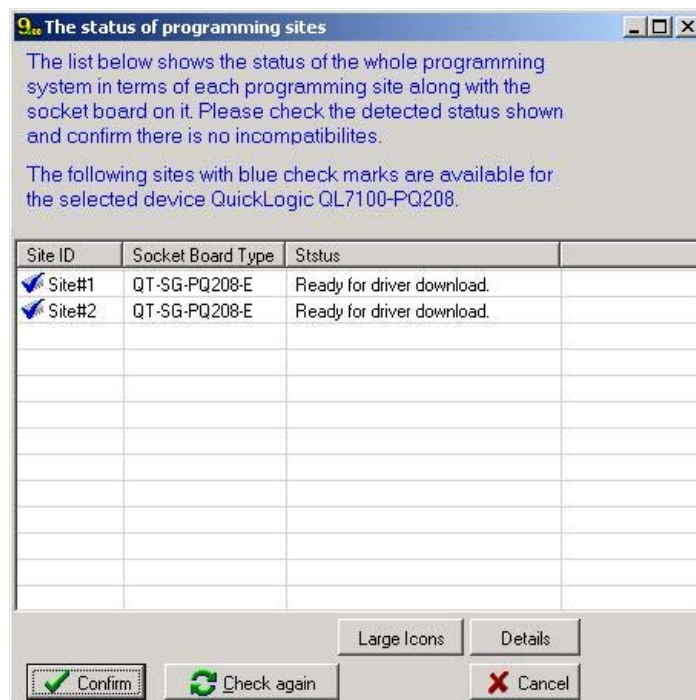 9.00 The status of programming sites
The list below shows the status of the whole programming
system in terms of each programming site along with the
socket board on it. Please check the detected status shown
and confirm there is no incompatibilites.
The following sites with blue check marks are available for
the selected device QuickLogic QL7100-PQ208.
Site ID Socket Board Type Ststus
Site#1 QT-SG-PQ208-E Ready for driver download.
Site#2 QT-SG-PQ208-E Ready for driver download.
Large Icons Details
Confirm Check again Cancel